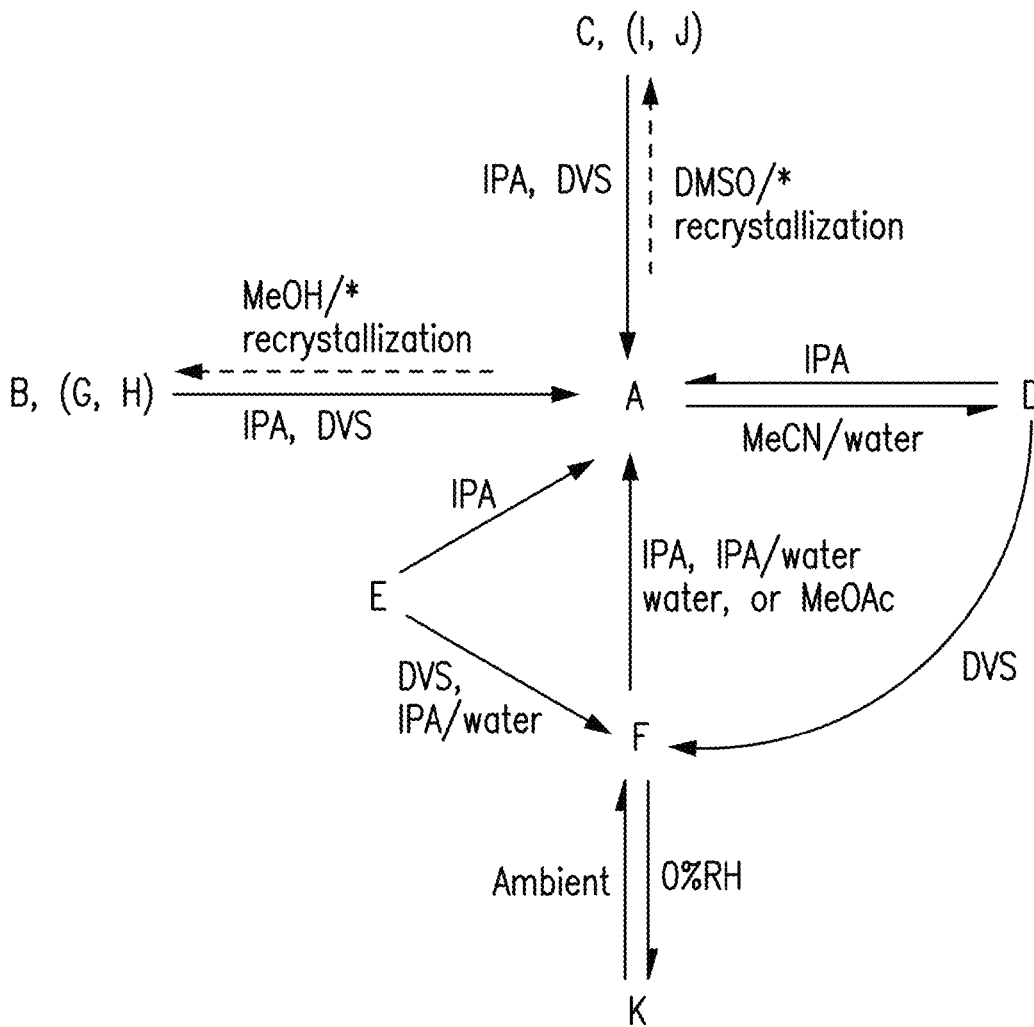 C, (I, J)
IPA, DVS
DMSO/*
recrystallization
MeOH/*
recrystallization
B, (G, H)
IPA, DVS
A
IPA
MeCN/water
D
IPA
E
IPA, IPA/water
water, or MeOAc
DVS,
IPA/water
DVS
F
Ambient
0%RH
K